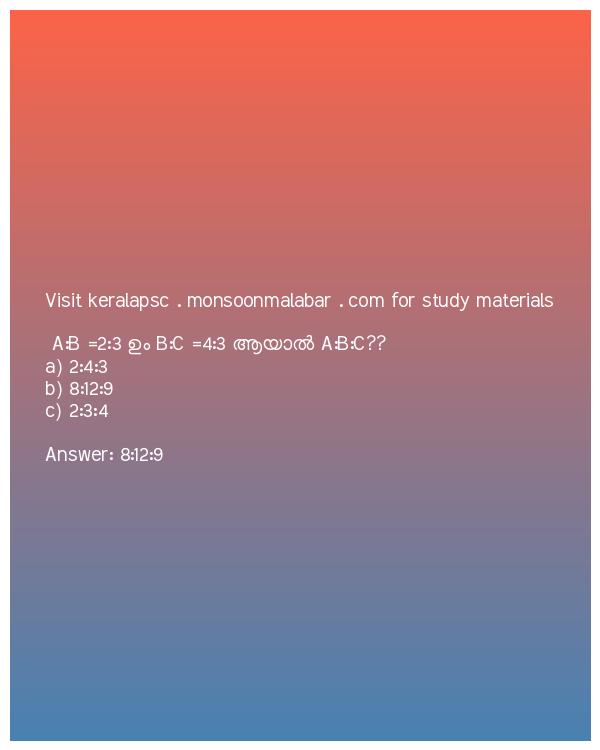 Visit keralapsc . monsoonmalabar . com for study materials
A:B =2:3 ഉം B:C =4:3 ആയാൽ A:B:C??
a) 2:4:3
b) 8:12:9
c) 2:3:4
Answer: 8:12:9